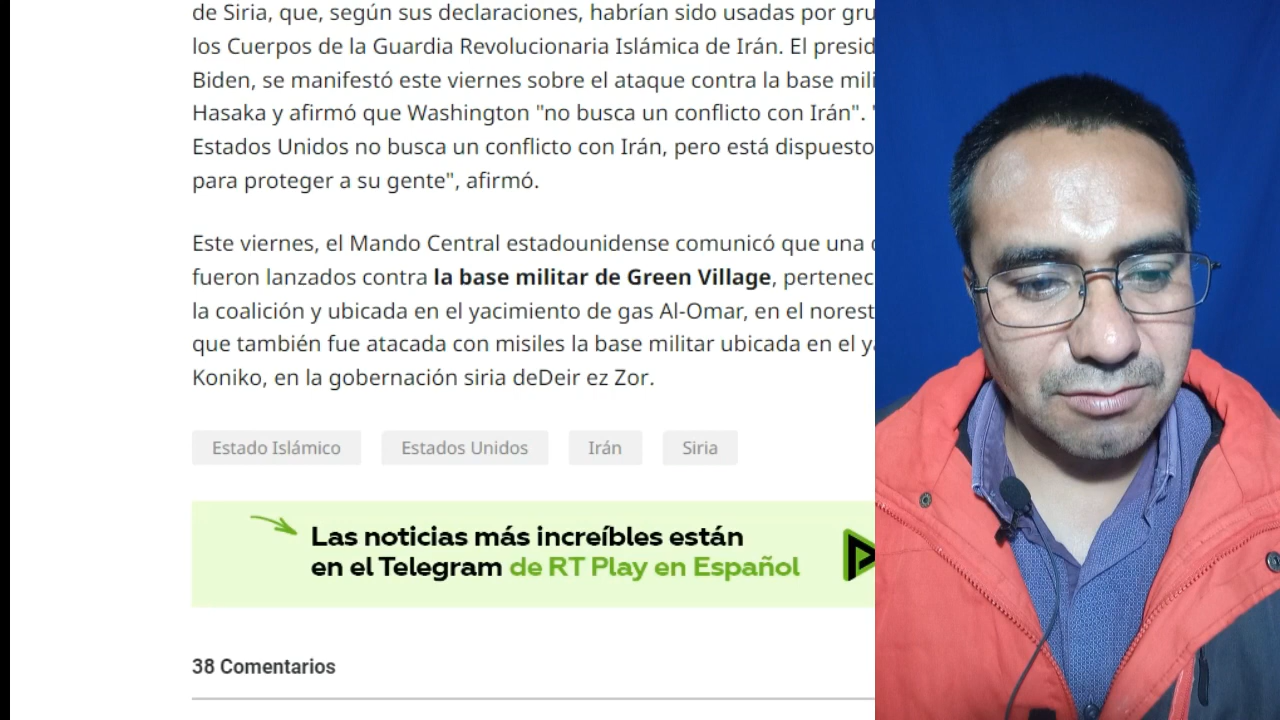 de Siria, que, según sus declaraciones, habrían sido usadas por gru
los Cuerpos de la Guardia Revolucionaria Islámica de Irán. El presid
Biden, se manifestó este viernes sobre el ataque contra la base mili
Hasaka y afirmó que Washington "no busca un conflicto con Irán". "
Estados Unidos no busca un conflicto con Irán, pero está dispuesto
para proteger a su gente", afirmó.
Este viernes, el Mando Central estadounidense comunicó que una
fueron lanzados contra la base militar de Green Village, pertenec
la coalición y ubicada en el yacimiento de gas Al-Omar, en el norest
que también fue atacada con misiles la base militar ubicada en el ya
Koniko, en la gobernación siria deDeir ez Zor.
Estado Islámico Estados Unidos Irán Siria
Las noticias más increíbles están
en el Telegram de RT Play en Español
38 Comentarios